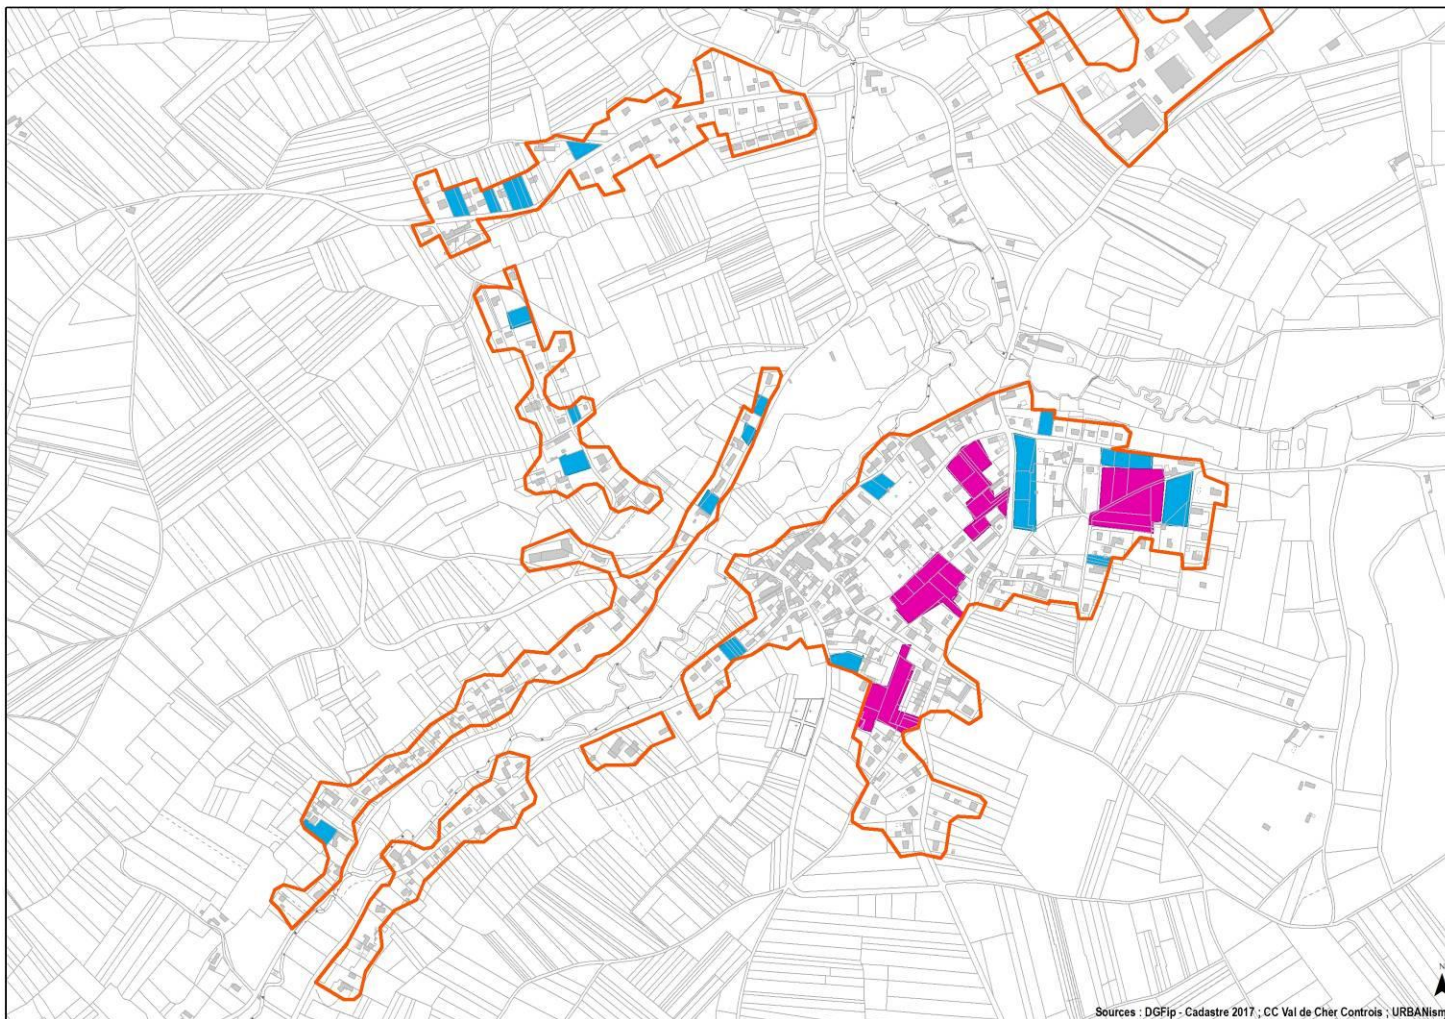 N
Sources : DGFip - Cadastre 2017 ; CC Val de Cher Controis ; URBANism